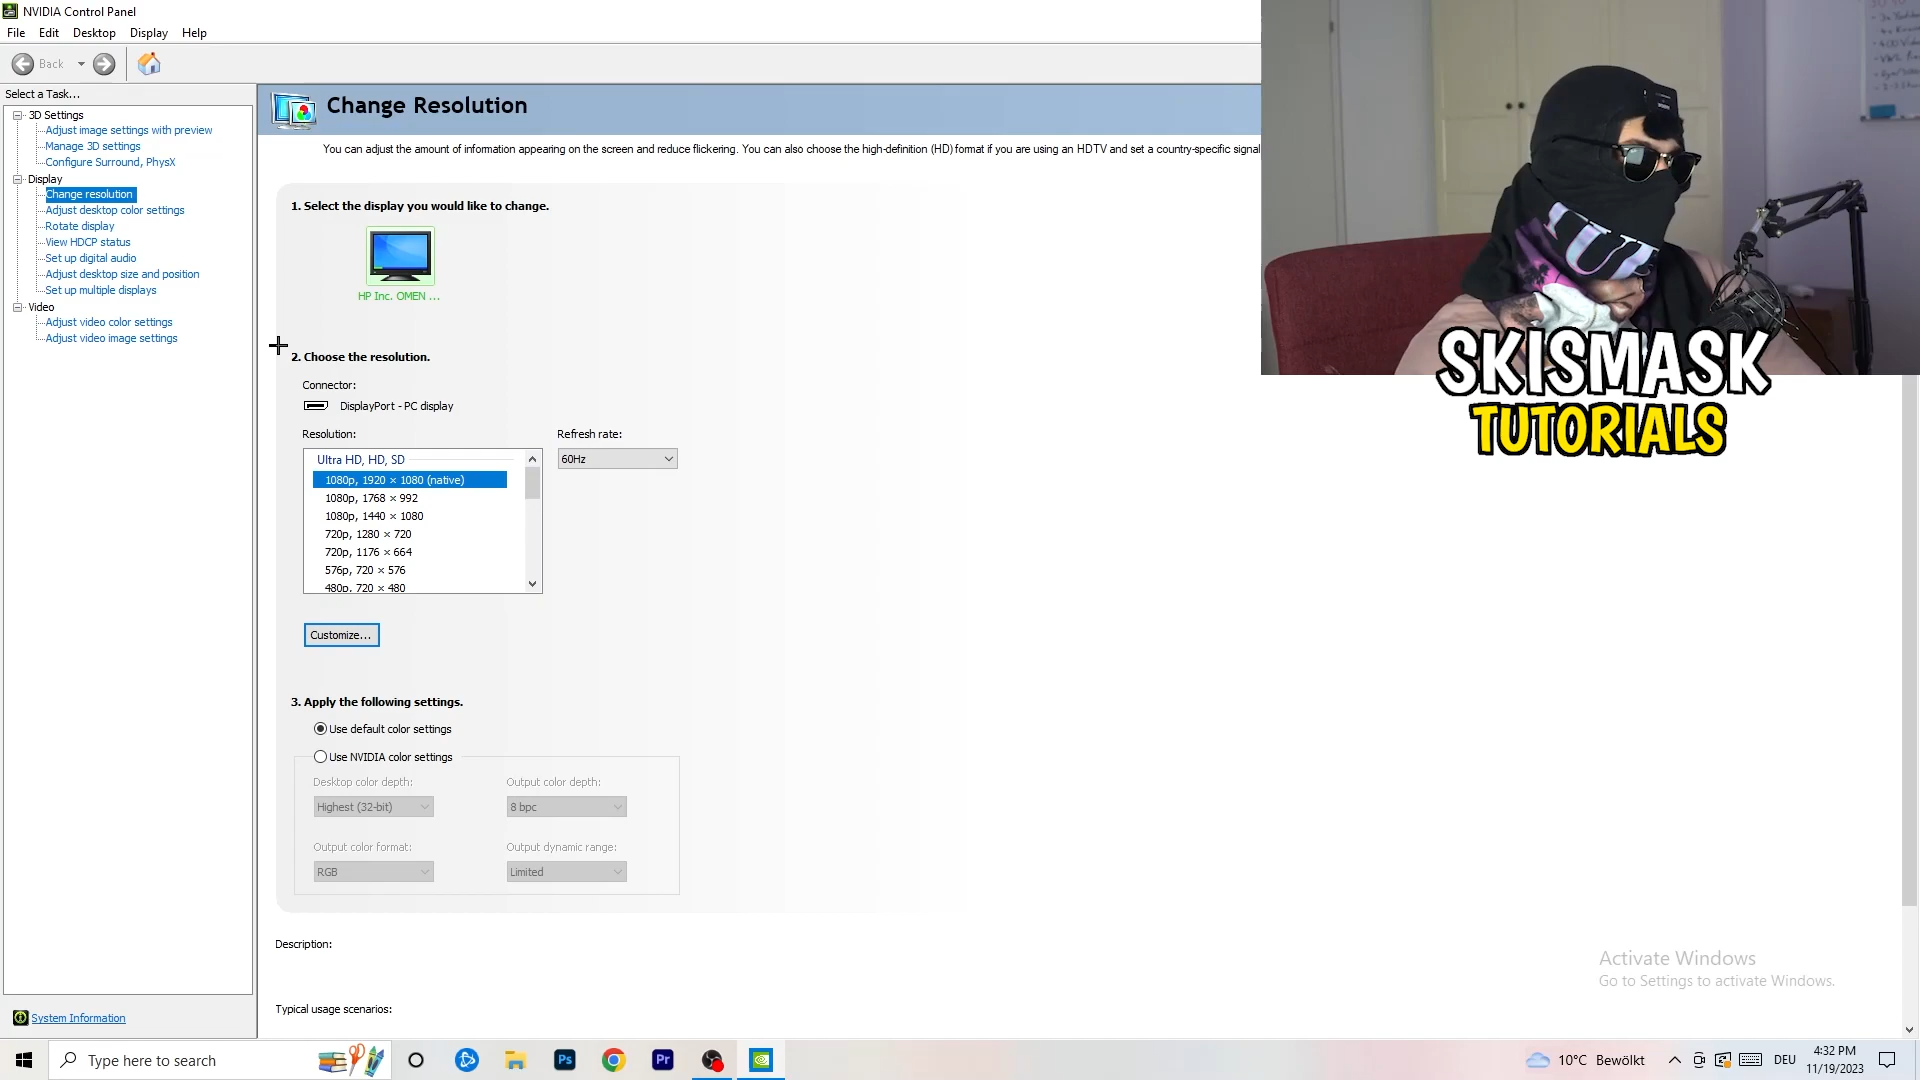 NVIDIA Control Panel
File Edit Desktop Display Help
Back
Select a Task...
3D Settings
Adjust image settings with preview
Manage 3D settings
Configure Surround, PhysX
Display
Change resolution
Adjust desktop color settings
Rotate display
View HDCP status
Set up digital audio
Adjust desktop size and position
Set up multiple displays
Video
Adjust video color settings
Adjust video image settings
System Information
Change Resolution
You can adjust the amount of information appearing on the screen and reduce flickering. You can also choose the high-definition (HD) format if you are using an HDTV and set a country-specific signal
1. Select the display you would like to change.
HP Inc. OMEN ...
2. Choose the resolution.
Connector:
DisplayPort - PC display
Resolution:
Refresh rate:
60Hz
Ultra HD, HD, SD
1080p, 1920 × 1080 (native)
1080p, 1768 × 992
1080p, 1440 × 1080
720p, 1280 × 720
720p, 1176 × 664
576p, 720 × 576
480p, 720 × 480
Customize...
3. Apply the following settings.
Use default color settings
Use NVIDIA color settings
Desktop color depth:
Output color depth:
Highest (32-bit)
8 bpc
Output color format:
Output dynamic range:
RGB
Limited
Description:
Typical usage scenarios:
SKISMASK
TUTORIALS
Activate Windows
Go to Settings to activate Windows.
Type here to search
Ps
Pr
10°C Bewölkt
DEU
4:32 PM
11/19/2023